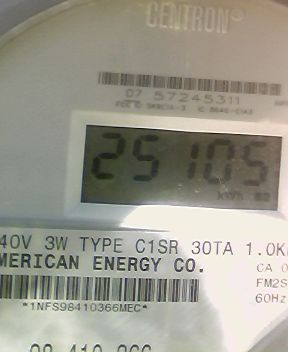 CENTRON®
07 57245311
25105
kWh
40V 3W TYPE C1SR 30TA 1.0K
MERICAN ENERGY CO.
CA 0
FM2S
60Hz
*1NFS98410366MEC*